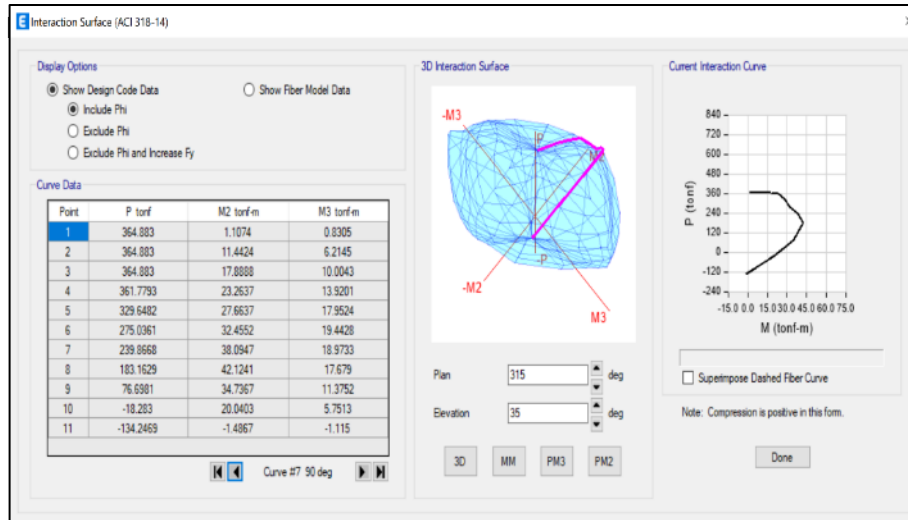 E Interaction Surface (ACI 318-14)
Display Options
Show Design Code Data
Show Fiber Model Data
Include Phi
Exclude Phi
Exclude Phi and Increase Fy
Curve Data
Point P tonf M2 tonf-m M3 tonf-m
1 364.883 1.1074 0.8305
2 364.883 11.4424 6.2145
3 364.883 17.8888 10.0043
4 361.7793 23.2637 13.9201
5 329.6482 27.6637 17.9524
6 275.0361 32.4552 19.4428
7 239.8668 38.0947 18.9733
8 183.1629 42.1241 17.679
9 76.6981 34.7367 11.3752
10 -18.283 20.0403 5.7513
11 -134.2469 -1.4867 -1.115
Curve #7 90 deg
3D Interaction Surface
-M3
P
M2
-P
-M2
M3
Plan 315 deg
Elevation 35 deg
3D MM PM3 PM2
Current Interaction Curve
840
720
600
480
360
240
120
0
-120
-240
P (tonf)
-15.0 0.0 15.0 30.0 45.0 60.0 75.0
M (tonf-m)
Superimpose Dashed Fiber Curve
Note: Compression is positive in this form.
Done